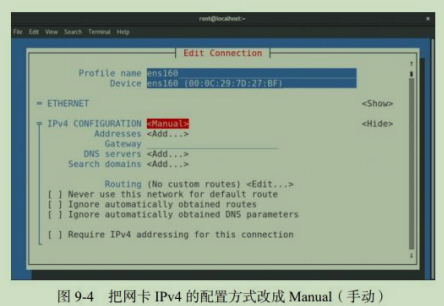 root@localhost:~
File Edit View Search Terminal Help
Edit Connection
Profile name ens160
Device ens160 (00:0C:29:7D:27:BF)
= ETHERNET <Show>
IPv4 CONFIGURATION <Manual> <Hide>
Addresses <Add...>
Gateway
DNS servers <Add...>
Search domains <Add...>
Routing (No custom routes) <Edit...>
[ ] Never use this network for default route
[ ] Ignore automatically obtained routes
[ ] Ignore automatically obtained DNS parameters
[ ] Require IPv4 addressing for this connection
图 9-4 把网卡 IPv4 的配置方式改成 Manual（手动）